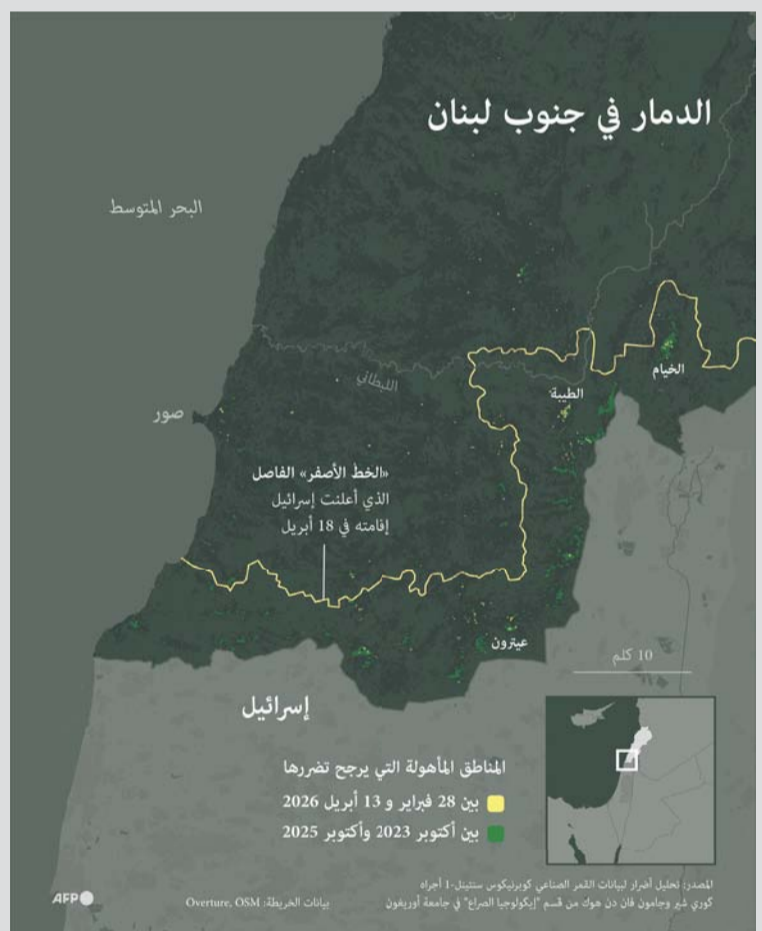 الدمار في جنوب لبنان
البحر المتوسط
الخيام
الليطاني
الطيبة
صور
«الخط الأصفر» الفاصل
الذي أعلنت إسرائيل
إقامته في 18 أبريل
عيترون
10 كلم
إسرائيل
المناطق المأهولة التي يرجح تضررها
بين 28 فبراير و 13 أبريل 2026
بين أكتوبر 2023 وأكتوبر 2025
المصدر: تحليل أضرار لبيانات القمر الصناعي كوبرنيكوس سنتينل-1 أجراه
كوري شير وجامون فان دن هوك من قسم "إيكولوجيا الصراع" في جامعة أوريغون
بيانات الخريطة: Overture, OSM
AFP